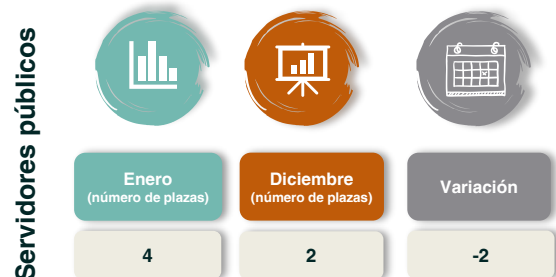 Servidores públicos
Enero
(número de plazas)
Diciembre
(número de plazas)
Variación
4
2
-2